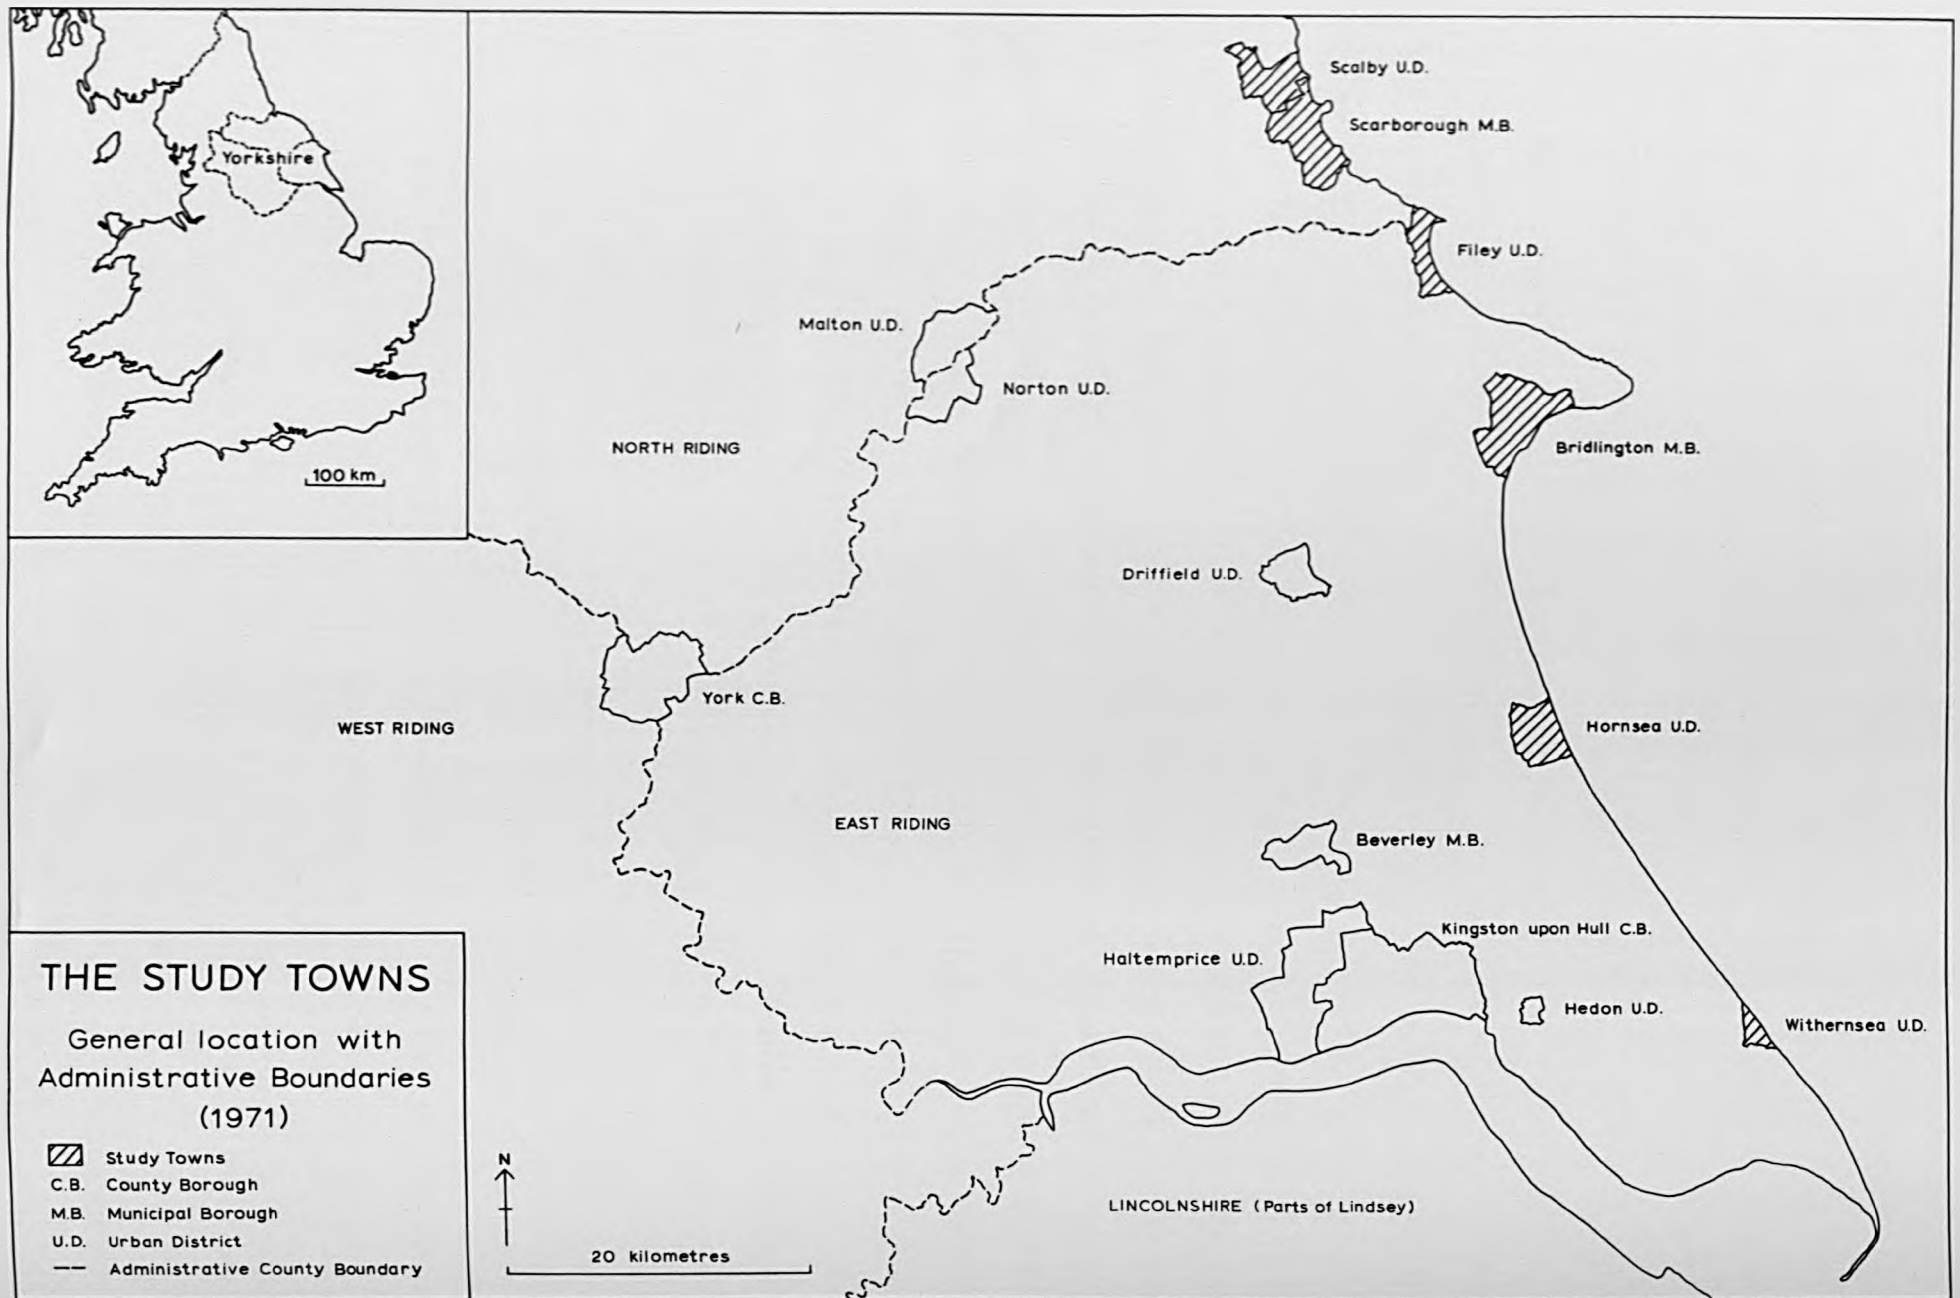 Yorkshire
100 km
Scalby U.D.
Scarborough M.B.
Filey U.D.
Malton U.D.
Norton U.D.
NORTH RIDING
Bridlington M.B.
Driffield U.D.
York C.B.
WEST RIDING
Hornsea U.D.
EAST RIDING
Beverley M.B.
Kingston upon Hull C.B.
Haltemprice U.D.
Hedon U.D.
Withernsea U.D.
LINCOLNSHIRE (Parts of Lindsey)
N
20 kilometres
THE STUDY TOWNS
General location with
Administrative Boundaries
(1971)
Study Towns
C.B. County Borough
M.B. Municipal Borough
U.D. Urban District
Administrative County Boundary